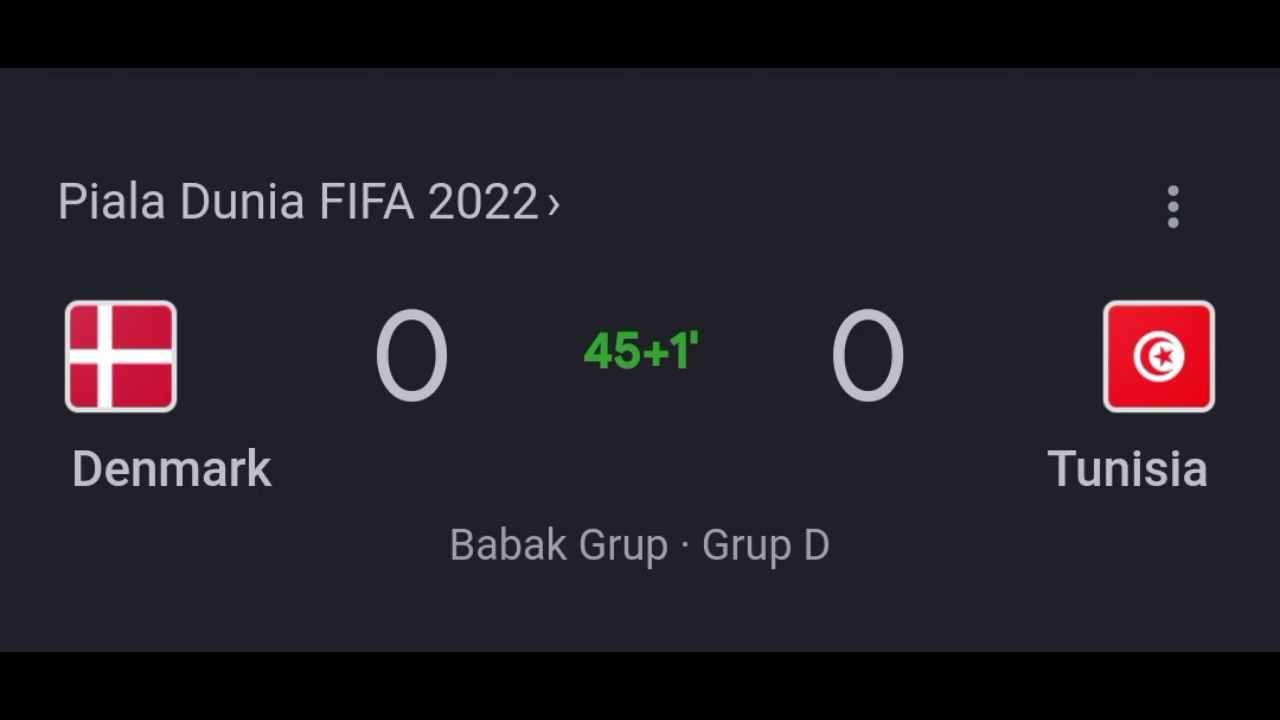 Piala Dunia FIFA 2022 ›
0 45+1' 0
Denmark Tunisia
Babak Grup · Grup D